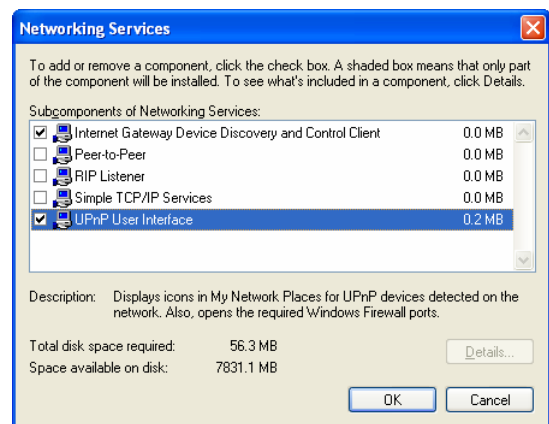 Networking Services
To add or remove a component, click the check box. A shaded box means that only part
of the component will be installed. To see what's included in a component, click Details.
Subcomponents of Networking Services:
Internet Gateway Device Discovery and Control Client 0.0 MB
Peer-to-Peer 0.0 MB
RIP Listener 0.0 MB
Simple TCP/IP Services 0.0 MB
UPnP User Interface 0.2 MB
Description: Displays icons in My Network Places for UPnP devices detected on the
network. Also, opens the required Windows Firewall ports.
Total disk space required: 56.3 MB
Details...
Space available on disk: 7831.1 MB
OK Cancel